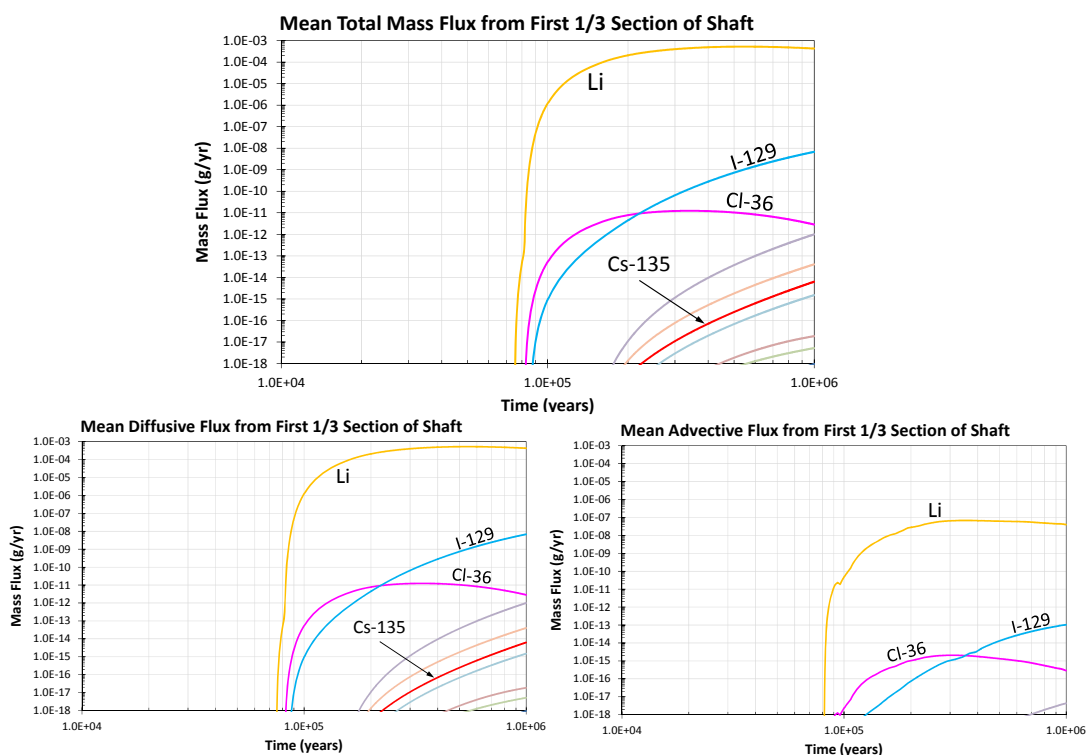 Mean Total Mass Flux from First 1/3 Section of Shaft
Mass Flux (g/yr)
1.0E-03
1.0E-04
1.0E-05
1.0E-06
1.0E-07
1.0E-08
1.0E-09
1.0E-10
1.0E-11
1.0E-12
1.0E-13
1.0E-14
1.0E-15
1.0E-16
1.0E-17
1.0E-18
Li
I-129
Cl-36
Cs-135
1.0E+04 1.0E+05 1.0E+06
Time (years)
Mean Diffusive Flux from First 1/3 Section of Shaft
Mass Flux (g/yr)
1.0E-03
1.0E-04
1.0E-05
1.0E-06
1.0E-07
1.0E-08
1.0E-09
1.0E-10
1.0E-11
1.0E-12
1.0E-13
1.0E-14
1.0E-15
1.0E-16
1.0E-17
1.0E-18
Li
I-129
Cl-36
Cs-135
1.0E+04 1.0E+05 1.0E+06
Time (years)
Mean Advective Flux from First 1/3 Section of Shaft
Mass Flux (g/yr)
1.0E-03
1.0E-04
1.0E-05
1.0E-06
1.0E-07
1.0E-08
1.0E-09
1.0E-10
1.0E-11
1.0E-12
1.0E-13
1.0E-14
1.0E-15
1.0E-16
1.0E-17
1.0E-18
Li
I-129
Cl-36
1.0E+04 1.0E+05 1.0E+06
Time (years)